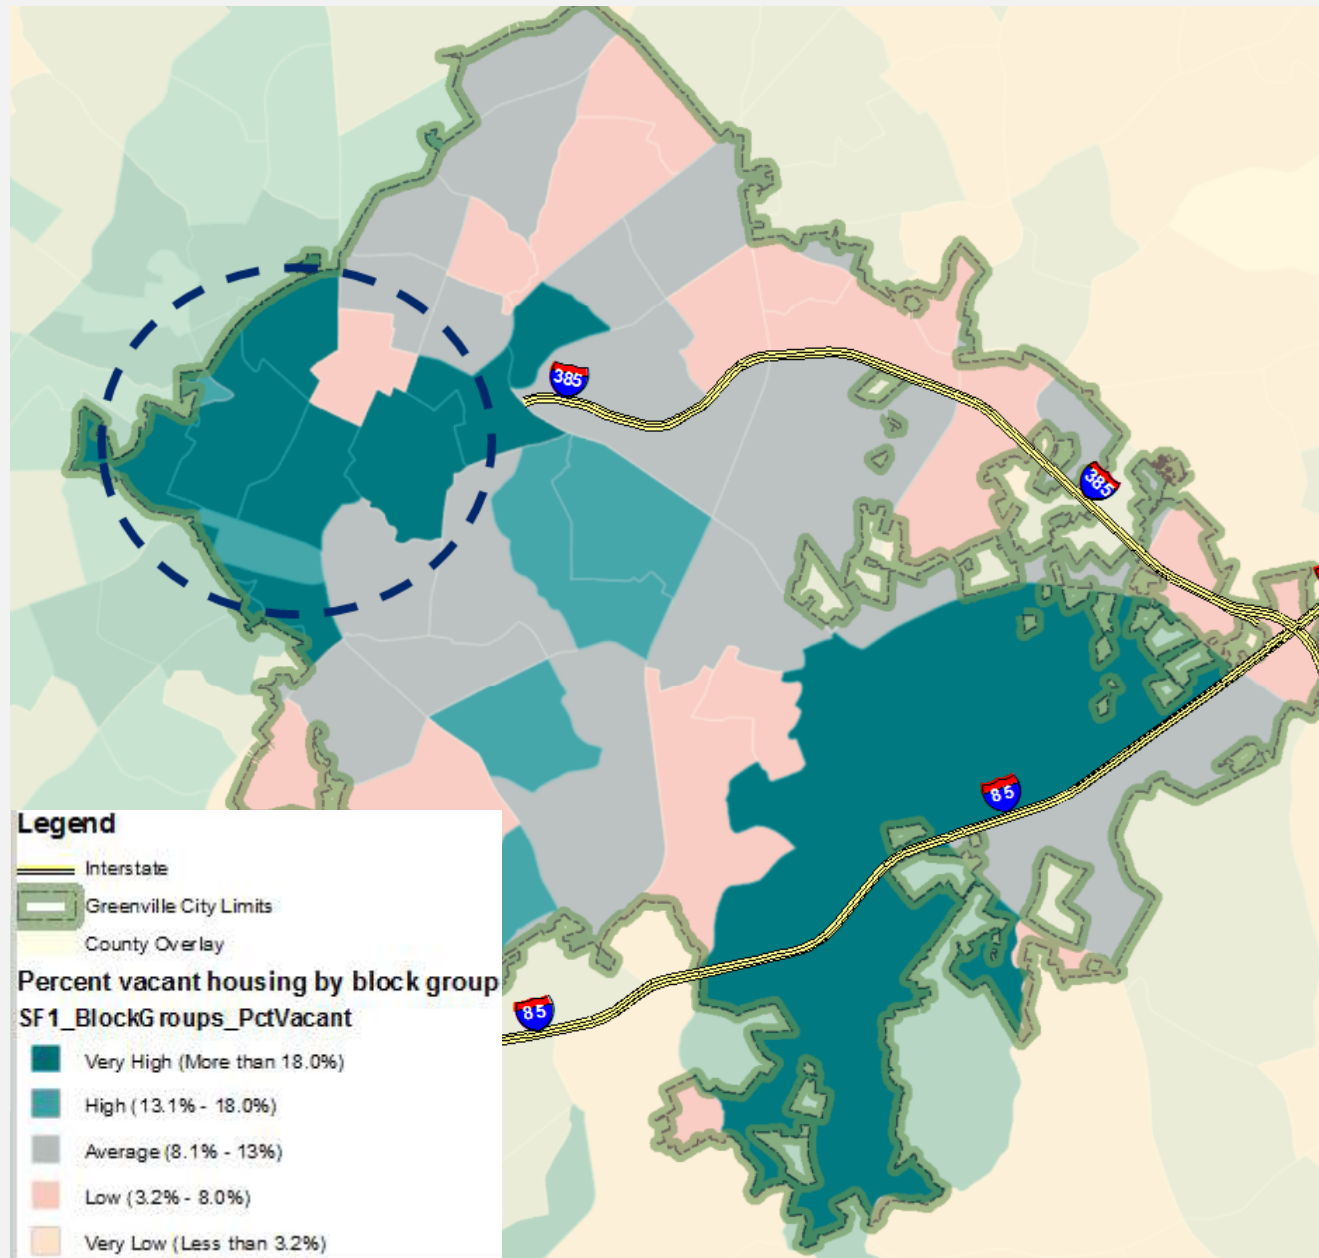 385
385
85
85
Legend
Interstate
Greenville City Limits
County Overlay
Percent vacant housing by block group
SF1_BlockGroups_PctVacant
Very High (More than 18.0%)
High (13.1% - 18.0%)
Average (8.1% - 13%)
Low (3.2% - 8.0%)
Very Low (Less than 3.2%)